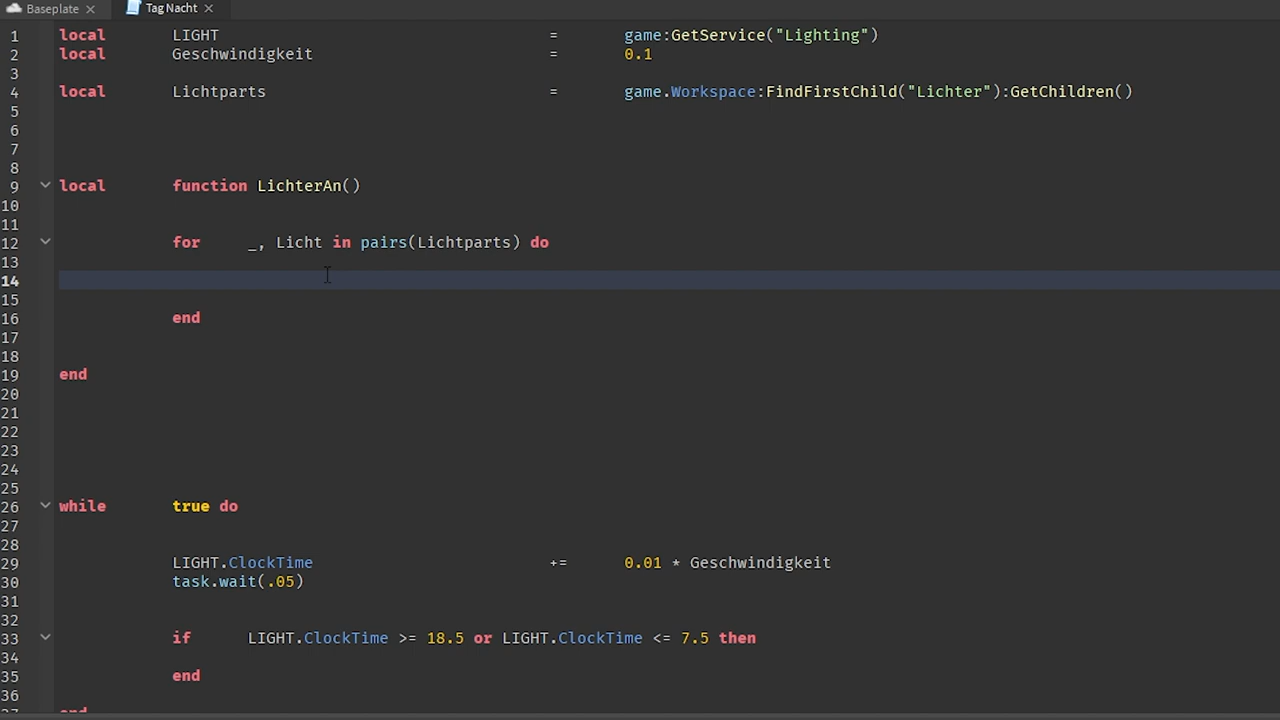 Baseplate Tag Nacht
1 local LIGHT = game:GetService("Lighting")
2 local Geschwindigkeit = 0.1
3
4 local Lichtparts = game.Workspace:FindFirstChild("Lichter"):GetChildren()
5
6
7
8
9 local function LichterAn()
10
11
12 for _, Licht in pairs(Lichtparts) do
13
14
15
16 end
17
18
19 end
20
21
22
23
24
25
26 while true do
27
28
29 LIGHT.ClockTime += 0.01 * Geschwindigkeit
30 task.wait(.05)
31
32
33 if LIGHT.ClockTime >= 18.5 or LIGHT.ClockTime <= 7.5 then
34
35 end
36
37 end